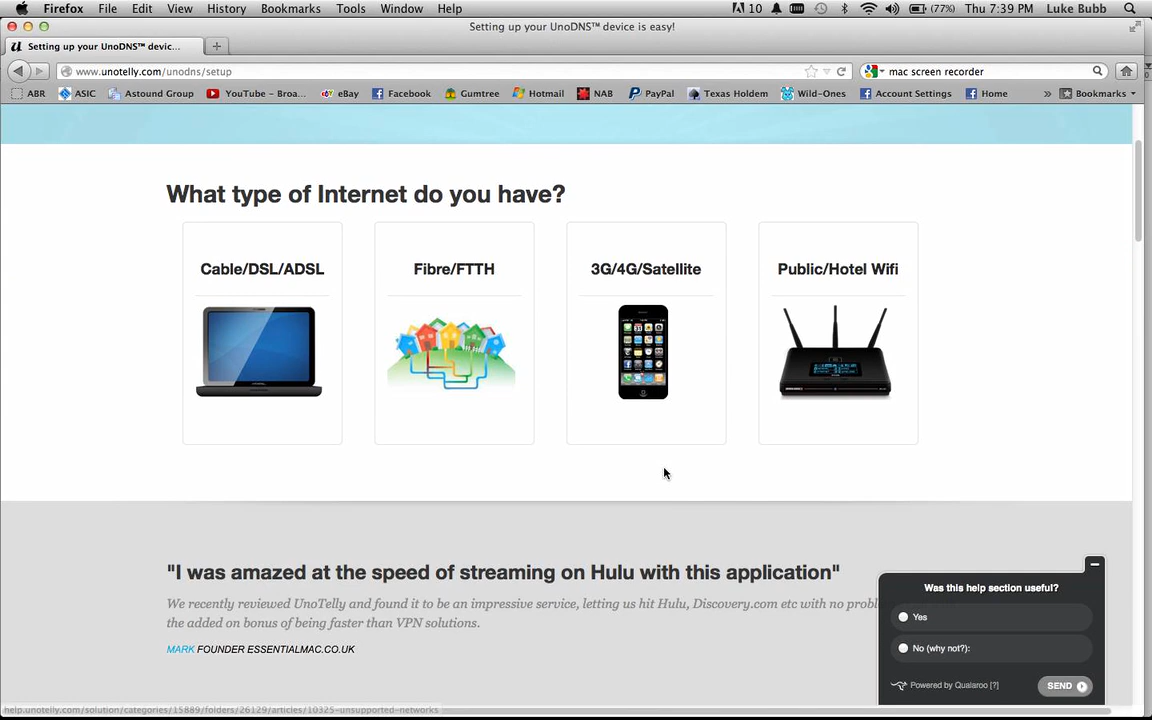 Firefox File Edit View History Bookmarks Tools Window Help 10 (77%) Thu 7:39 PM Luke Bubb
Setting up your UnoDNS™ device is easy!
Setting up your UnoDNS™ devic...
www.unotelly.com/unodns/setup mac screen recorder
ABR ASIC Astound Group YouTube - Broa... eBay Facebook Gumtree Hotmail NAB PayPal Texas Holdem Wild-Ones Account Settings Home » Bookmarks
What type of Internet do you have?
Cable/DSL/ADSL Fibre/FTTH 3G/4G/Satellite Public/Hotel Wifi
"I was amazed at the speed of streaming on Hulu with this application"
We recently reviewed UnoTelly and found it to be an impressive service, letting us hit Hulu, Discovery.com etc with no
the added on bonus of being faster than VPN solutions.
MARK FOUNDER ESSENTIALMAC.CO.UK
Was this help section useful?
Yes
No (why not?):
Powered by Qualaroo [?] SEND
help.unotelly.com/solution/categories/15889/folders/26129/articles/10325-unsupported-networks